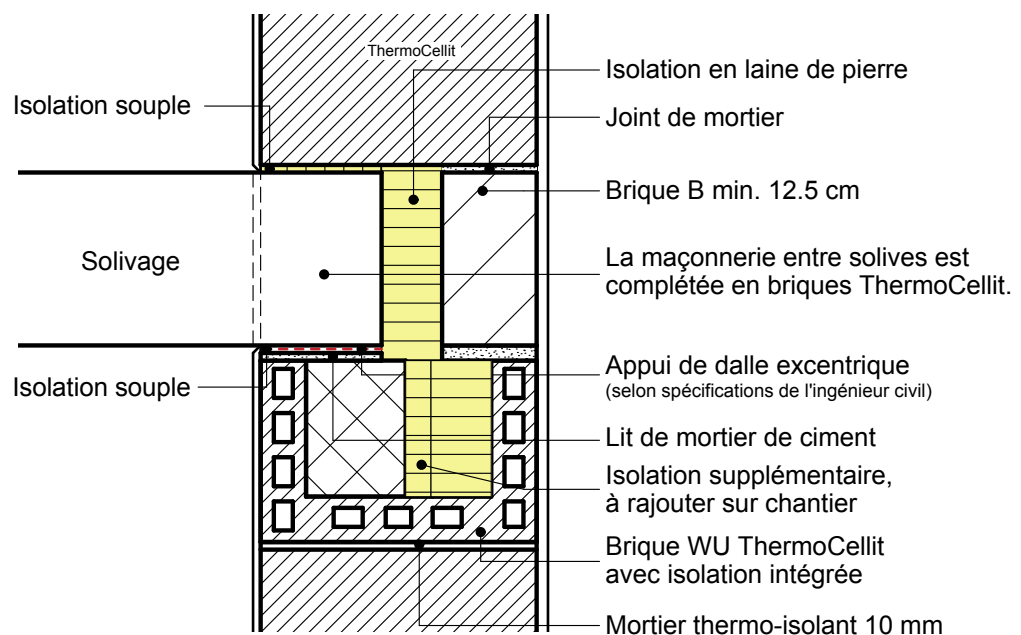 ThermoCellit
Isolation en laine de pierre
Isolation souple
Joint de mortier
Brique B min. 12.5 cm
Solivage
La maçonnerie entre solives est
complétée en briques ThermoCellit.
Isolation souple
Appui de dalle excentrique
(selon spécifications de l'ingénieur civil)
Lit de mortier de ciment
Isolation supplémentaire,
à rajouter sur chantier
Brique WU ThermoCellit
avec isolation intégrée
Mortier thermo-isolant 10 mm